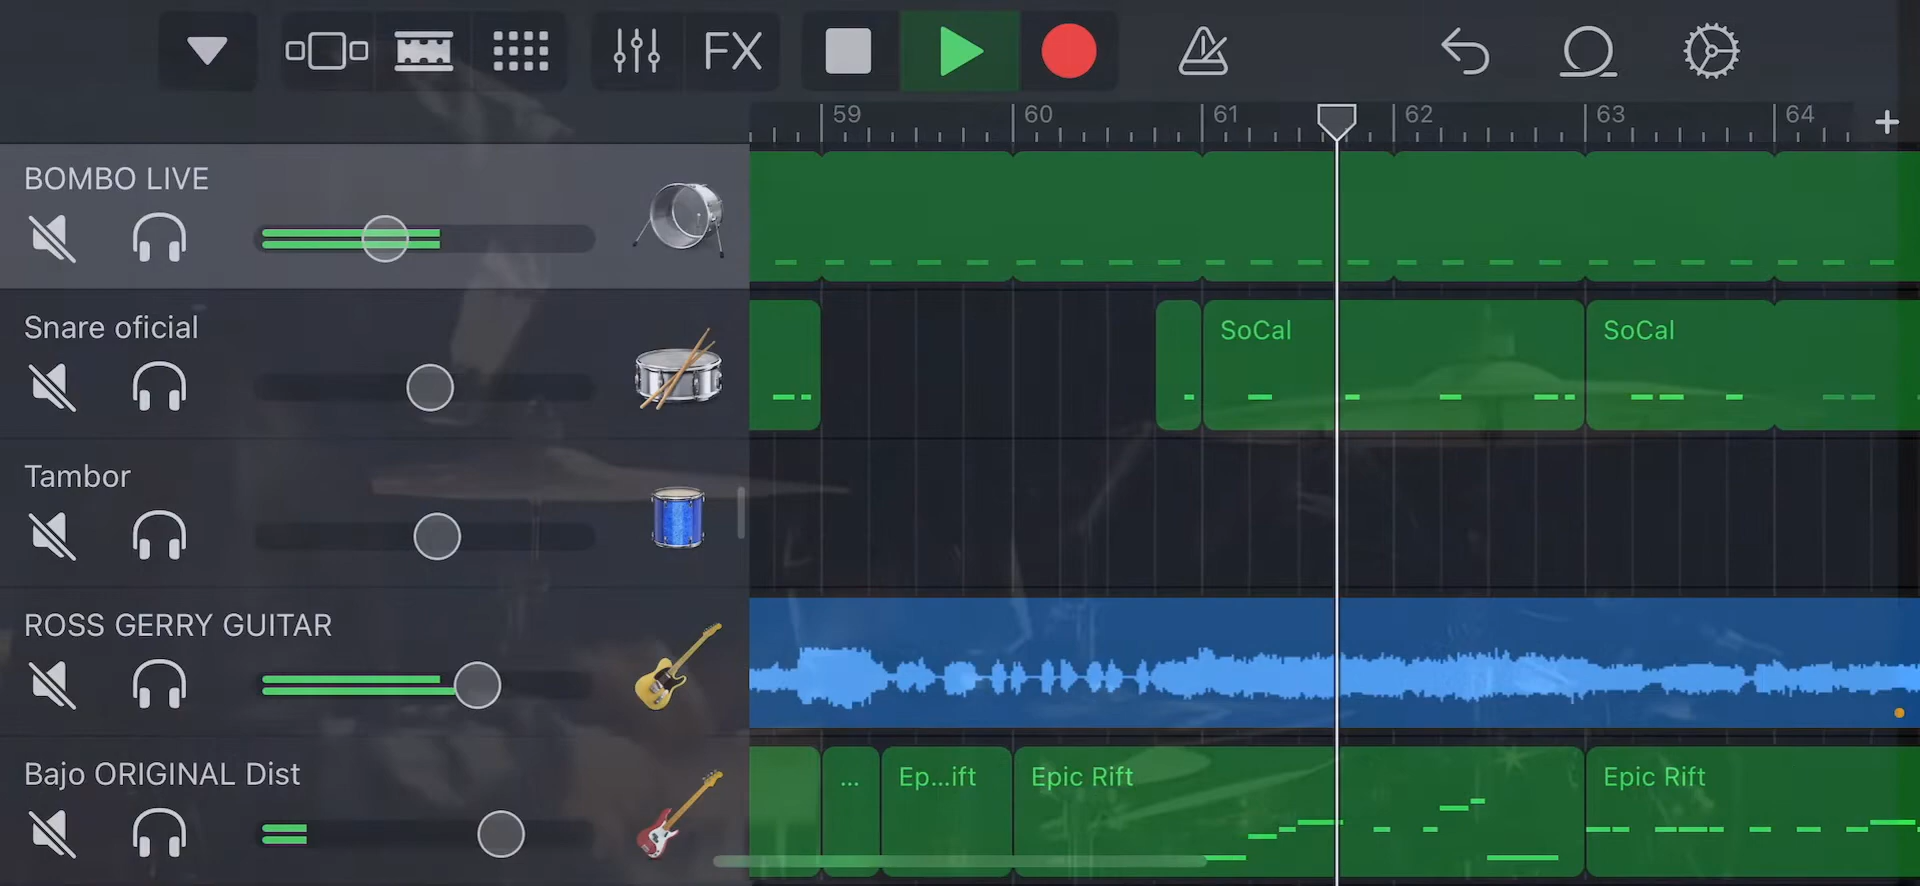 FX
59 60 61 62 63 64 +
BOMBO LIVE
Snare oficial
SoCal
SoCal
Tambor
ROSS GERRY GUITAR
Bajo ORIGINAL Dist
...
Ep...ift
Epic Rift
Epic Rift